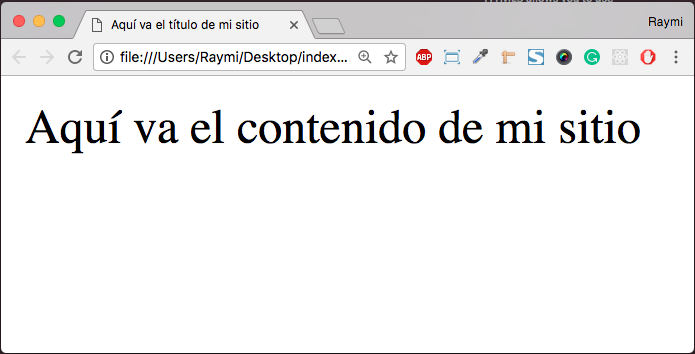 Aquí va el título de mi sitio
Raymi
file:///Users/Raymi/Desktop/index...
ABP
Aquí va el contenido de mi sitio